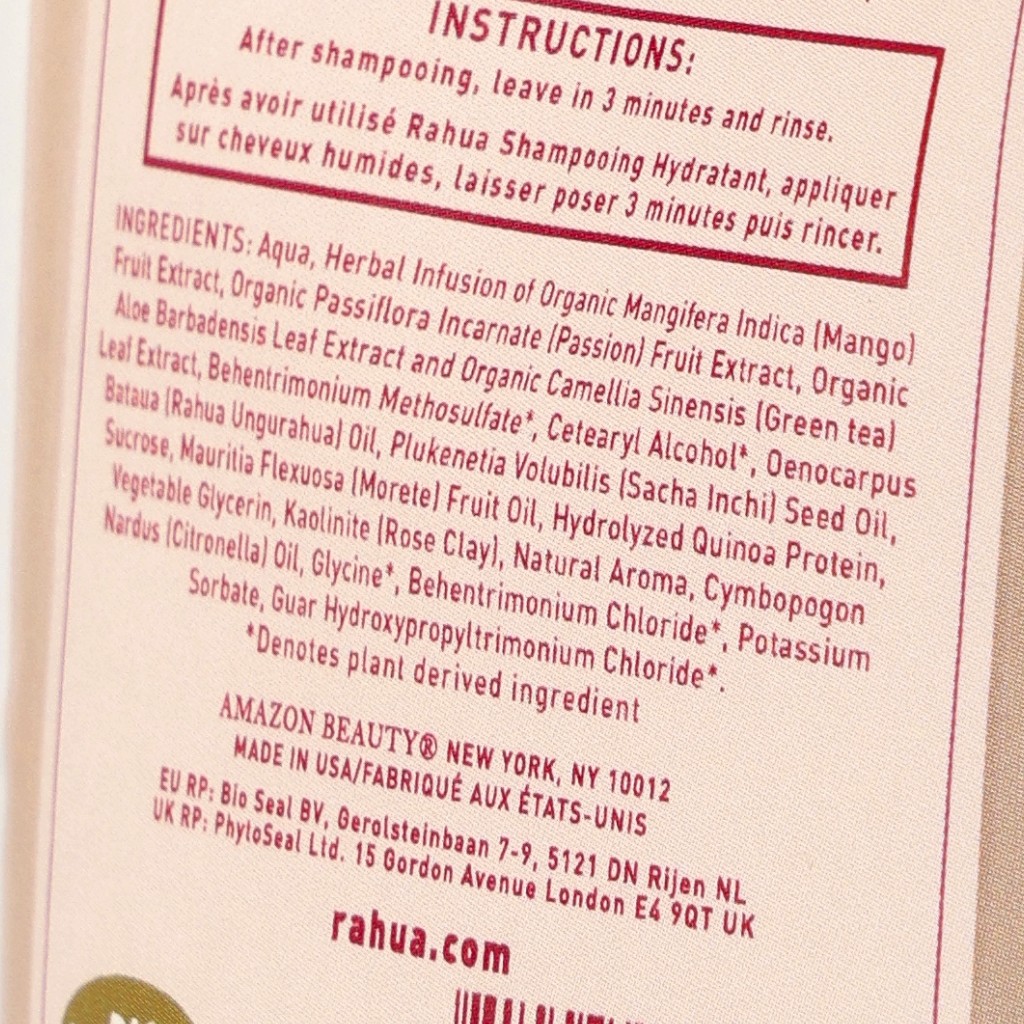 INSTRUCTIONS:
After shampooing, leave in 3 minutes and rinse.
Après avoir utilisé Rahua Shampooing Hydratant, appliquer
sur cheveux humides, laisser poser 3 minutes puis rincer.
INGREDIENTS: Aqua, Herbal Infusion of Organic Mangifera Indica (Mango)
Fruit Extract, Organic Passiflora Incarnate (Passion) Fruit Extract, Organic
Aloe Barbadensis Leaf Extract and Organic Camellia Sinensis (Green tea)
Leaf Extract, Behentrimonium Methosulfate*, Cetearyl Alcohol*, Oenocarpus
Bataua (Rahua Ungurahua) Oil, Plukenetia Volubilis (Sacha Inchi) Seed Oil,
Sucrose, Mauritia Flexuosa (Morete) Fruit Oil, Hydrolyzed Quinoa Protein,
Vegetable Glycerin, Kaolinite (Rose Clay), Natural Aroma, Cymbopogon
Nardus (Citronella) Oil, Glycine*, Behentrimonium Chloride*, Potassium
Sorbate, Guar Hydroxypropyltrimonium Chloride*.
*Denotes plant derived ingredient
AMAZON BEAUTY® NEW YORK, NY 10012
MADE IN USA/FABRIQUÉ AUX ÉTATS-UNIS
EU RP: Bio Seal BV, Gerolsteinbaan 7-9, 5121 DN Rijen NL
UK RP: PhytoSeal Ltd. 15 Gordon Avenue London E4 9QT UK
rahua.com